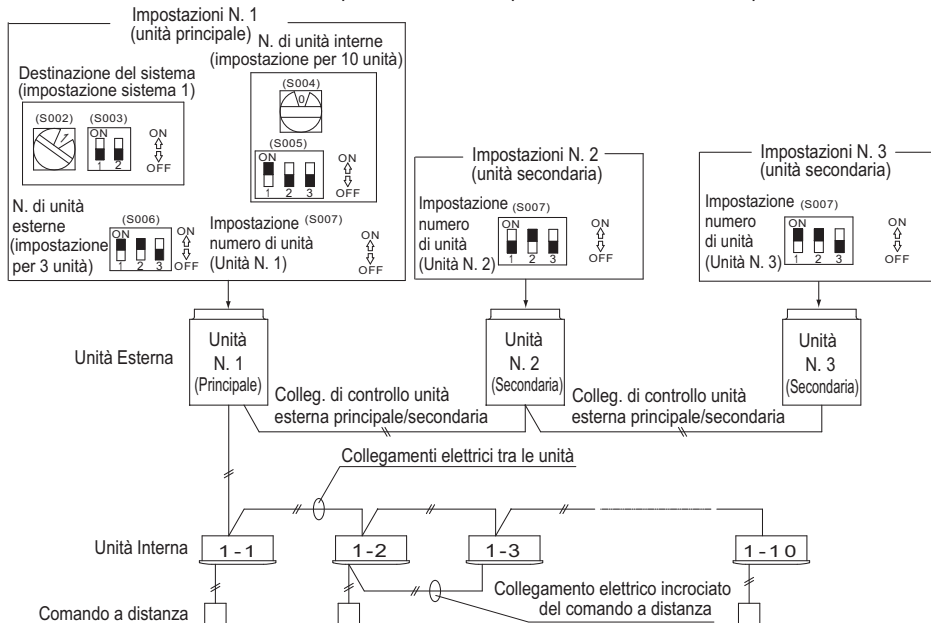 Impostazioni N. 1
(unità principale)
N. di unità interne
(impostazione per 10 unità)
(S004)
0
(S005)
ON
1 2 3
ON
OFF
Destinazione del sistema
(impostazione sistema 1)
(S002)
(S003)
ON
1 2
ON
OFF
N. di unità
esterne
(impostazione
per 3 unità)
(S006)
ON
1 2 3
ON
OFF
Impostazione (S007)
numero di unità
(Unità N. 1)
ON
OFF
Impostazioni N. 2
(unità secondaria)
Impostazione (S007)
numero
di unità
(Unità N. 2)
ON
1 2 3
ON
OFF
Impostazioni N. 3
(unità secondaria)
Impostazione (S007)
numero
di unità
(Unità N. 3)
ON
1 2 3
ON
OFF
Unità Esterna
Unità
N. 1
(Principale)
Unità
N. 2
(Secondaria)
Unità
N. 3
(Secondaria)
Colleg. di controllo unità
esterna principale/secondaria
Colleg. di controllo unità
esterna principale/secondaria
Collegamenti elettrici tra le unità
Unità Interna
1-1
1-2
1-3
1-10
Collegamento elettrico incrociato
del comando a distanza
Comando a distanza